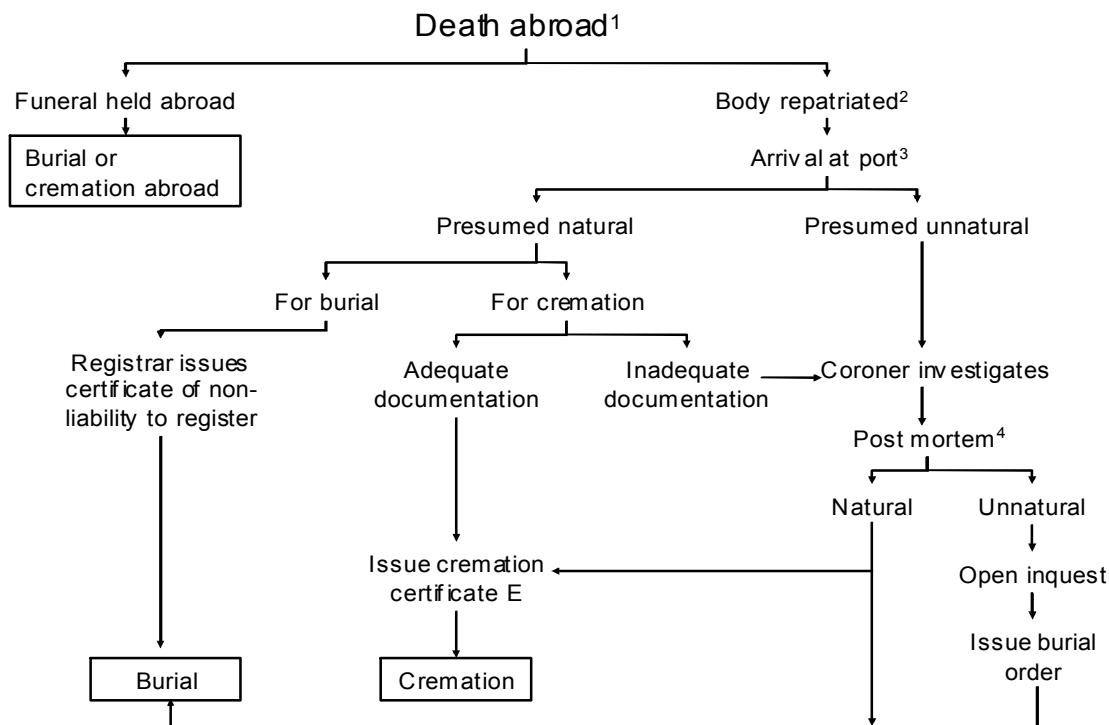 Death abroad¹
Funeral held abroad
Body repatriated²
Burial or
cremation abroad
Arrival at port³
Presumed natural
Presumed unnatural
For burial
For cremation
Registrar issues
certificate of non-
liability to register
Adequate
documentation
Inadequate
documentation
Coroner investigates
Post mortem⁴
Natural
Unnatural
Issue cremation
certificate E
Open inquest
Issue burial
order
Burial
Cremation